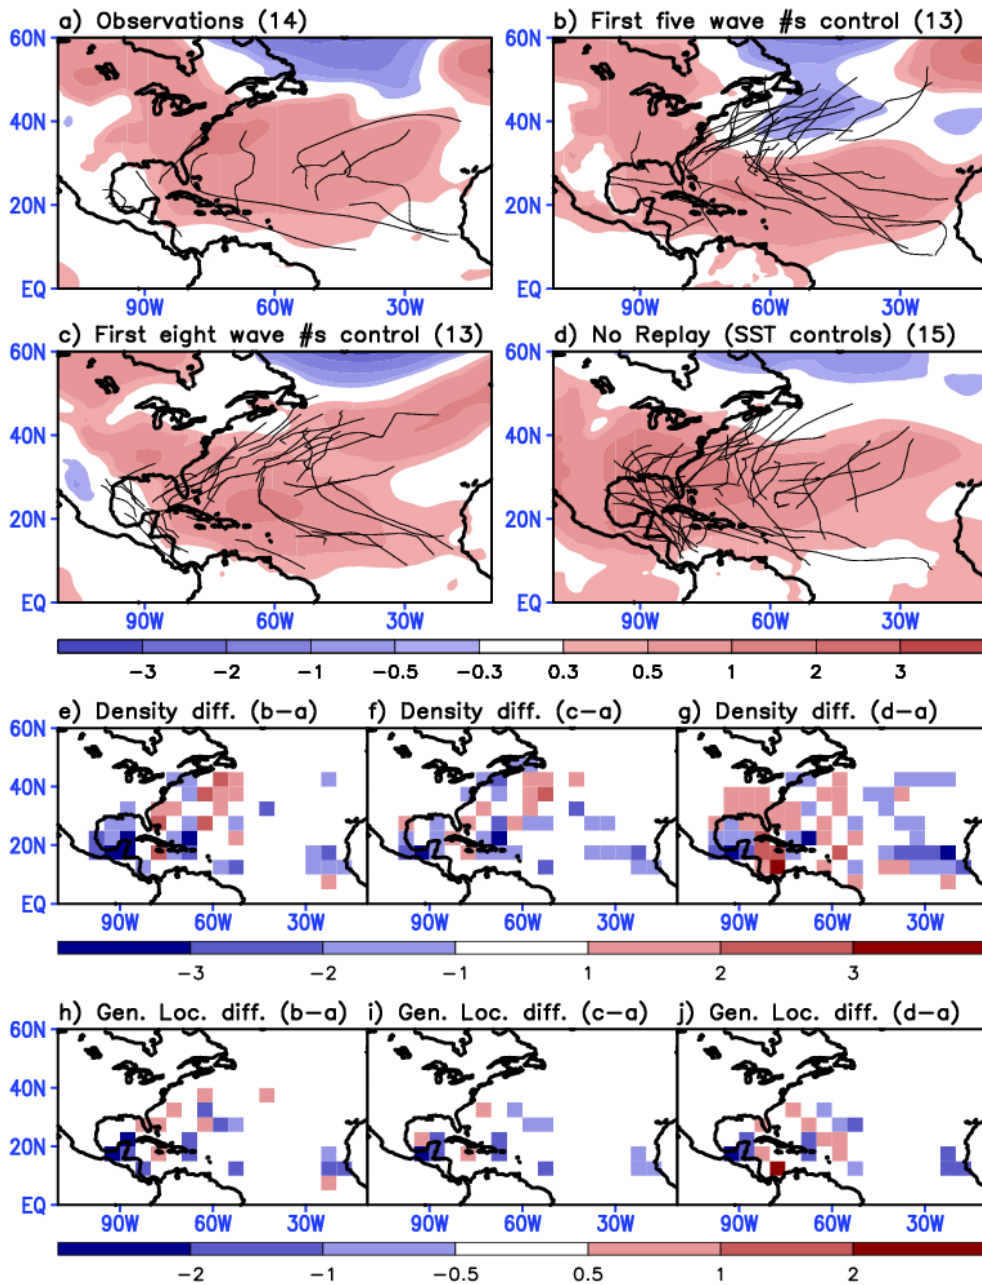 a) Observations (14)
b) First five wave #s control (13)
60N
40N
20N
EQ
90W
60W
30W
60N
40N
20N
EQ
90W
60W
30W
c) First eight wave #s control (13)
d) No Replay (SST controls) (15)
60N
40N
20N
EQ
90W
60W
30W
60N
40N
20N
EQ
90W
60W
30W
-3 -2 -1 -0.5 -0.3 0.3 0.5 1 2 3
e) Density diff. (b-a)
f) Density diff. (c-a)
g) Density diff. (d-a)
60N
40N
20N
EQ
90W 60W 30W
90W 60W 30W
90W 60W 30W
-3 -2 -1 1 2 3
h) Gen. Loc. diff. (b-a)
i) Gen. Loc. diff. (c-a)
j) Gen. Loc. diff. (d-a)
60N
40N
20N
EQ
90W 60W 30W
90W 60W 30W
90W 60W 30W
-2 -1 -0.5 0.5 1 2